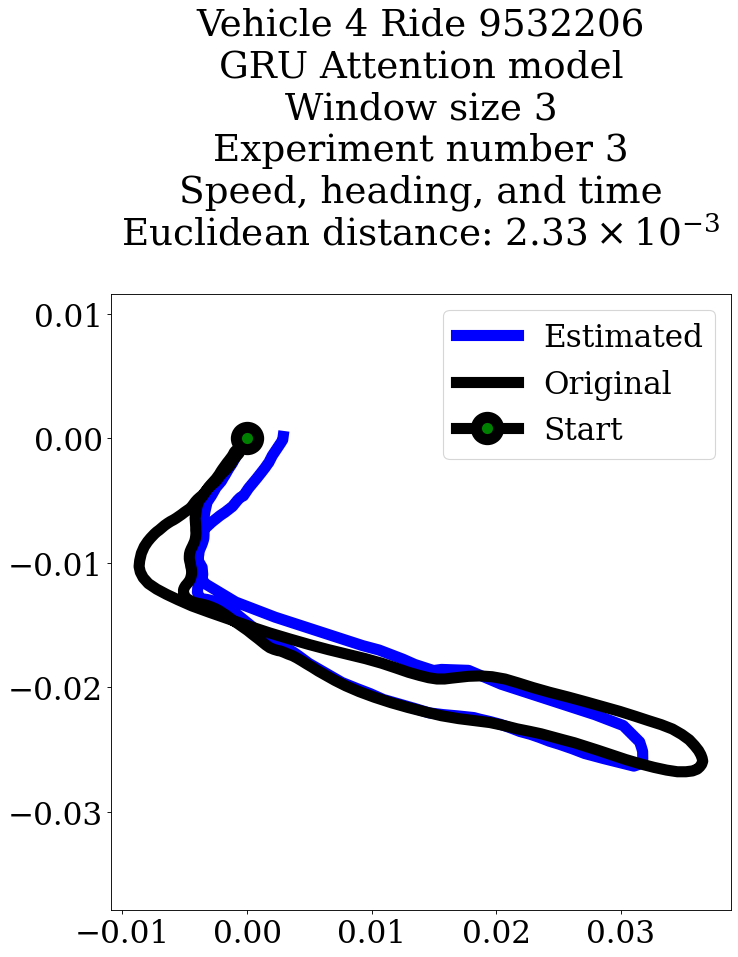 Vehicle 4 Ride 9532206
GRU Attention model
Window size 3
Experiment number 3
Speed, heading, and time
Euclidean distance: 2.33 × 10⁻³
Estimated
Original
Start
0.01
0.00
−0.01
−0.02
−0.03
−0.01 0.00 0.01 0.02 0.03